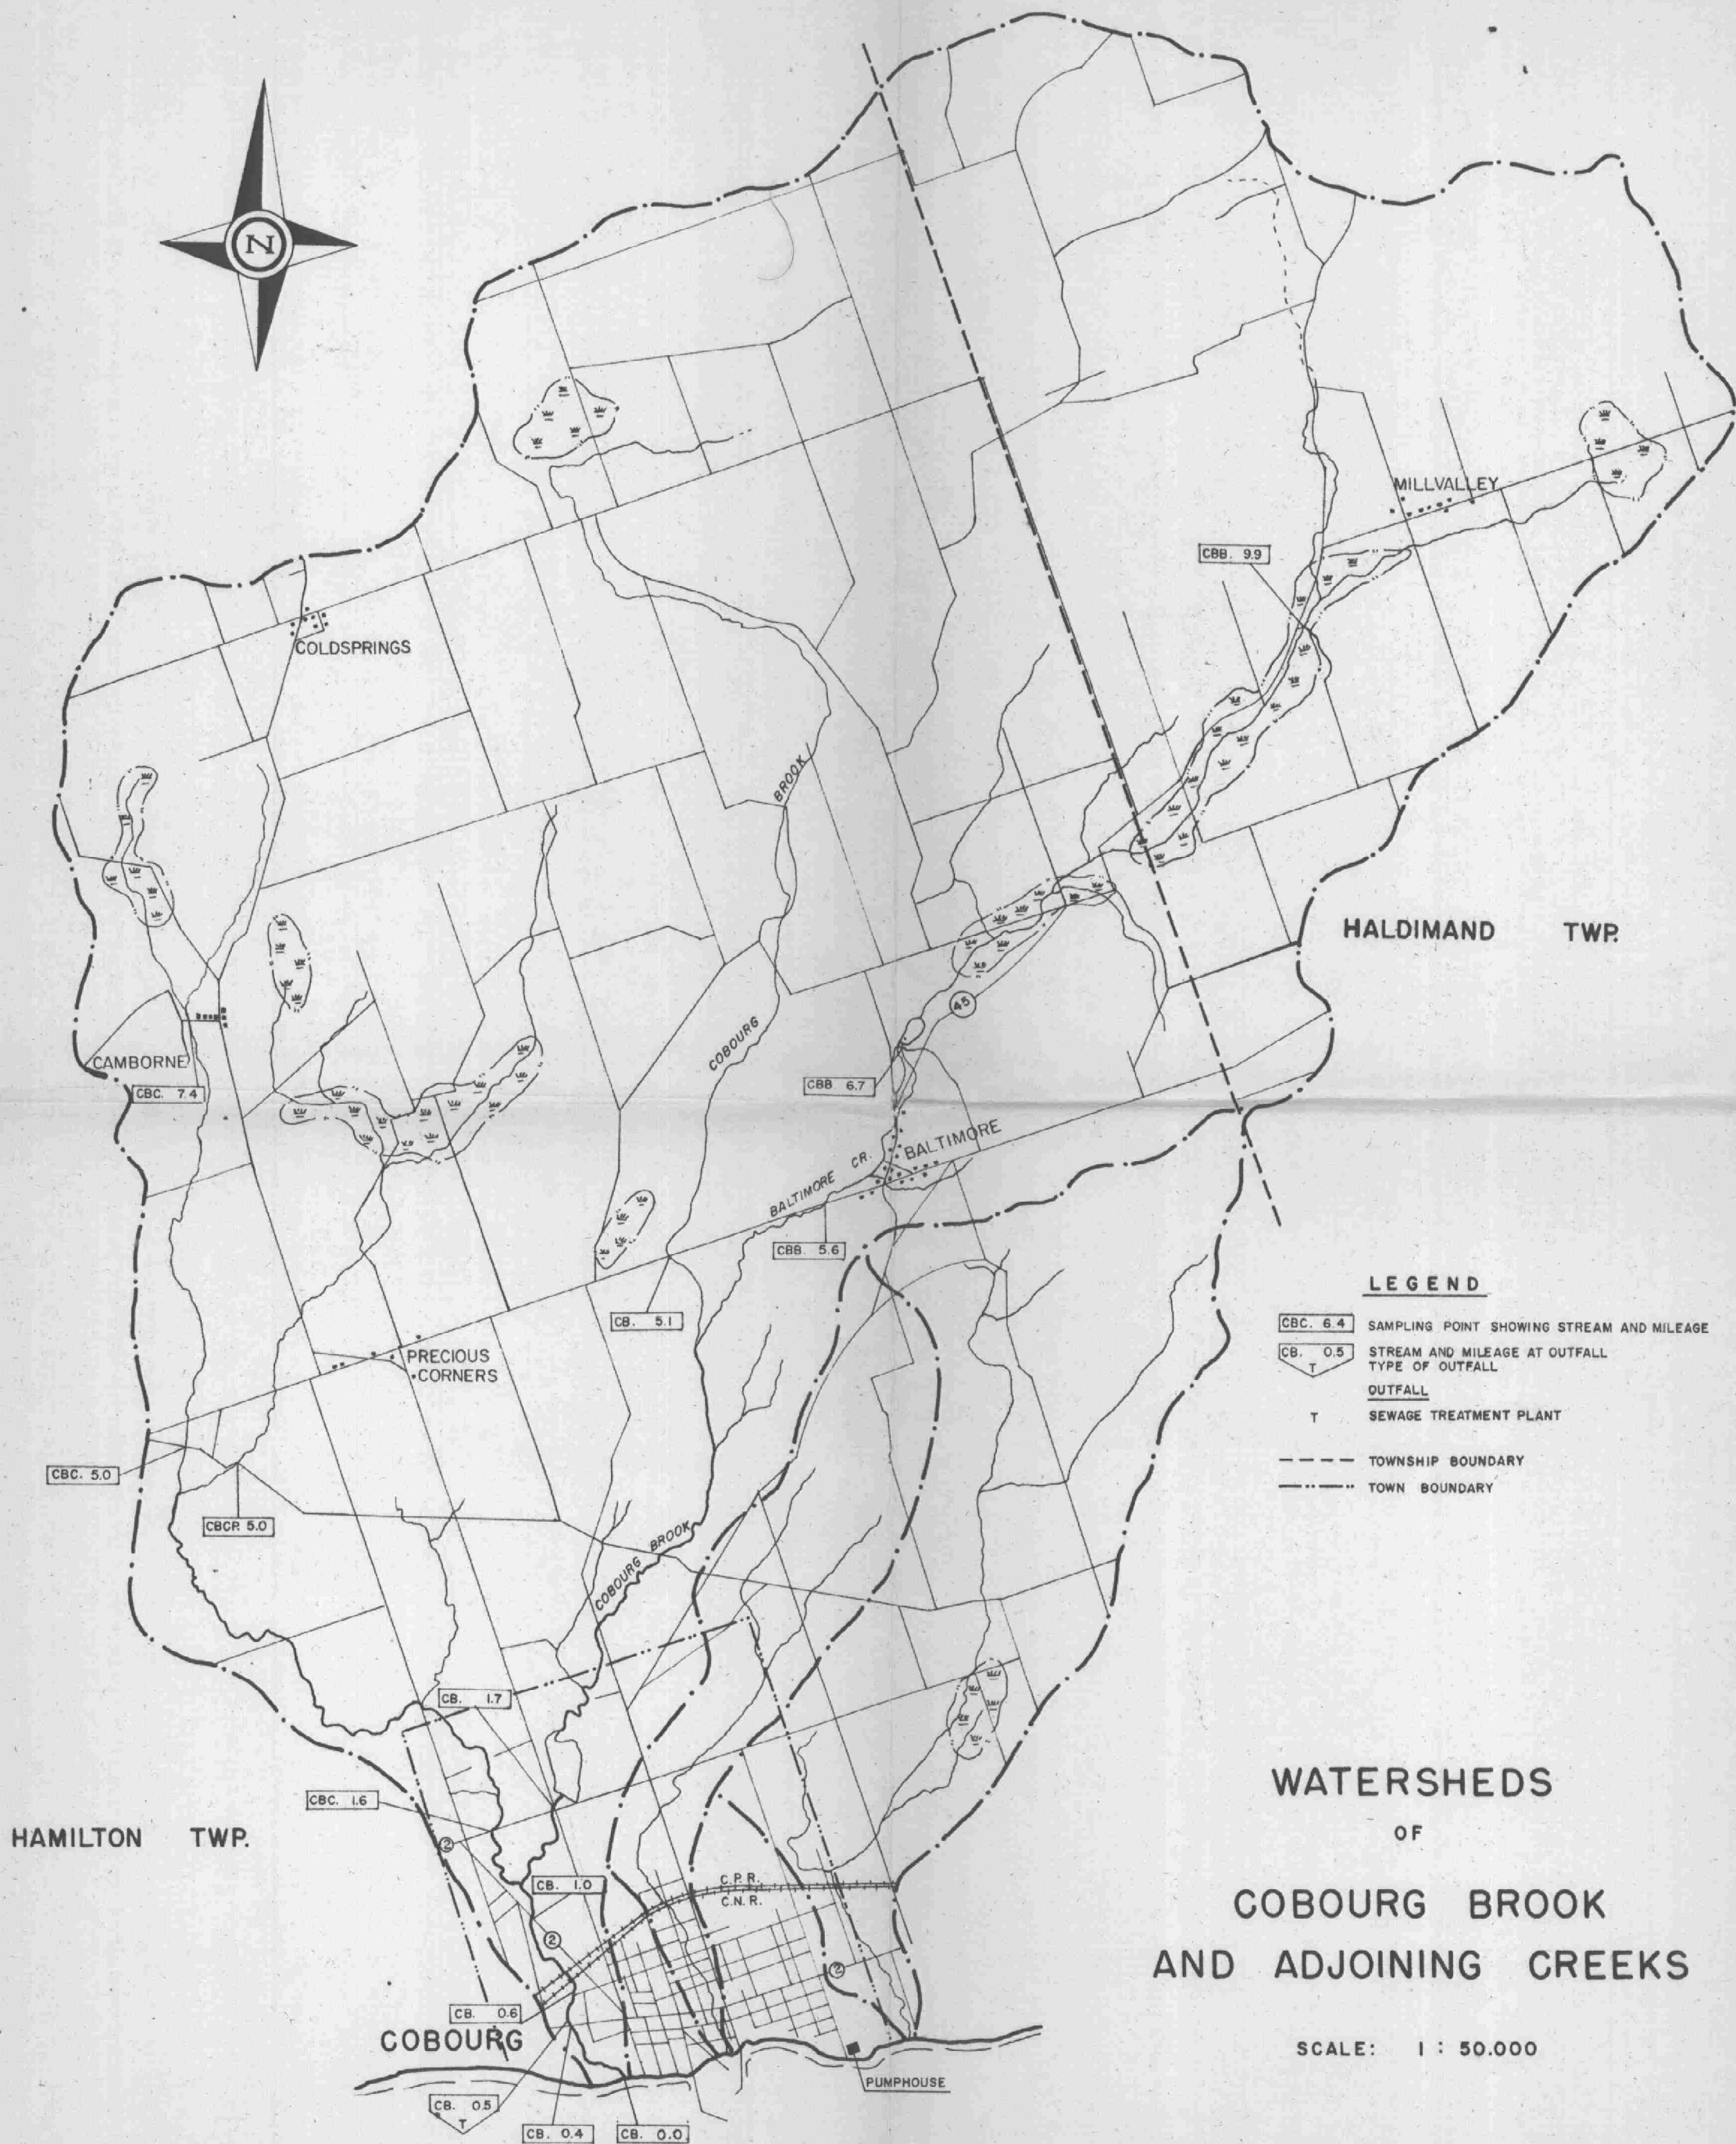 N
MILLVALLEY
CBB. 9.9
COLDSPRINGS
BROOK
HALDIMAND TWP.
45
COBOURG
CAMBORNE
CBC. 7.4
CBB 6.7
BALTIMORE
BALTIMORE CR.
CBB. 5.6
CB. 5.1
PRECIOUS
CORNERS
CBC. 5.0
CBCP. 5.0
COBOURG BROOK
LEGEND
CBC. 6.4 SAMPLING POINT SHOWING STREAM AND MILEAGE
CB. 0.5 STREAM AND MILEAGE AT OUTFALL
T TYPE OF OUTFALL
OUTFALL
T SEWAGE TREATMENT PLANT
TOWNSHIP BOUNDARY
TOWN BOUNDARY
CB. 1.7
CBC. 1.6
HAMILTON TWP.
2
CB. 1.0
C.P.R.
C.N.R.
2
2
CB. 0.6
COBOURG
PUMPHOUSE
CB. 0.5
T
CB. 0.4
CB. 0.0
WATERSHEDS
OF
COBOURG BROOK
AND ADJOINING CREEKS
SCALE: 1 : 50.000